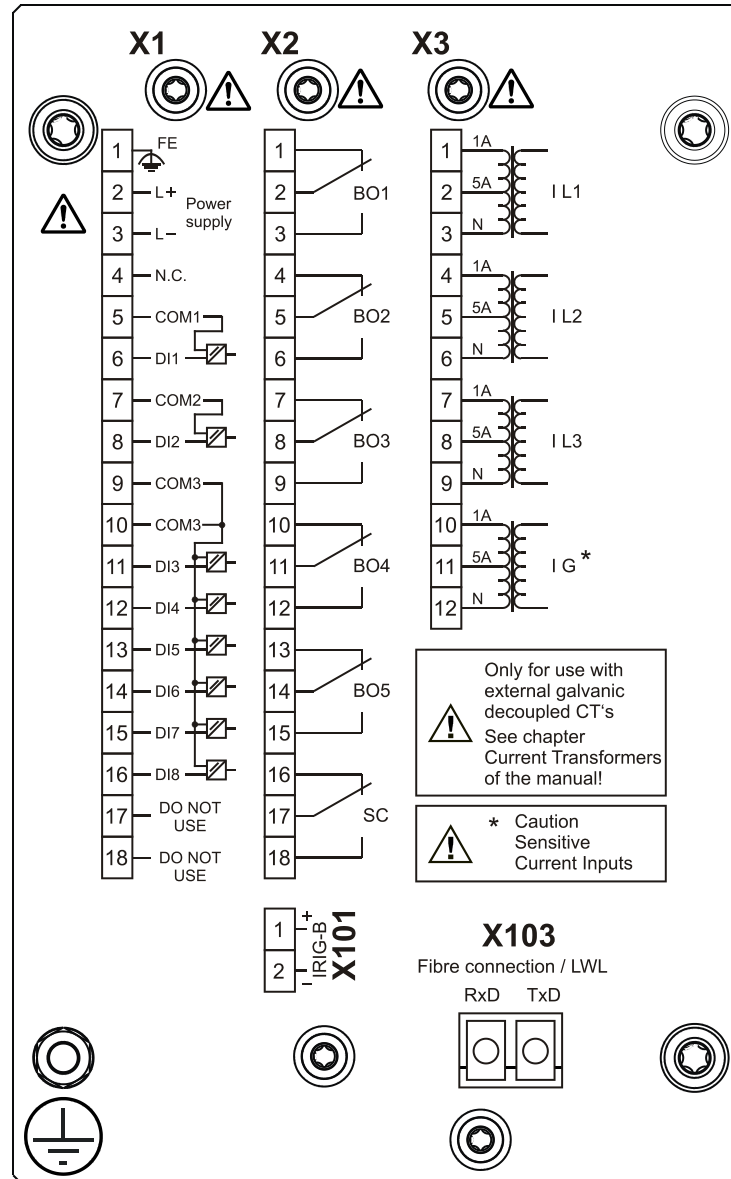 X1
X2
X3
1 FE
2 L+
Power
supply
3 L−
4 N.C.
5 COM1
6 DI1
7 COM2
8 DI2
9 COM3
10 COM3
11 DI3
12 DI4
13 DI5
14 DI6
15 DI7
16 DI8
17 DO NOT
USE
18 DO NOT
USE
1
2 BO1
3
4
5 BO2
6
7
8 BO3
9
10
11 BO4
12
13
14 BO5
15
16
17 SC
18
1 1A
2 5A I L1
3 N
4 1A
5 5A I L2
6 N
7 1A
8 5A I L3
9 N
10 1A
11 5A I G*
12 N
Only for use with
external galvanic
decoupled CT's
See chapter
Current Transformers
of the manual!
* Caution
Sensitive
Current Inputs
1 +
2 −
IRIG-B
X101
X103
Fibre connection / LWL
RxD TxD